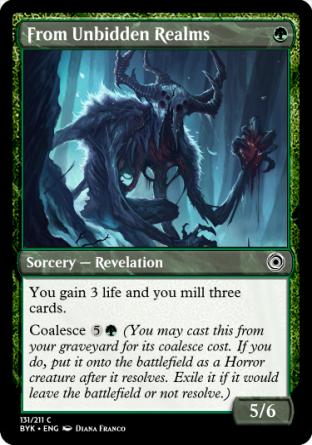 From Unbidden Realms
Sorcery — Revelation
You gain 3 life and you mill three
cards.
Coalesce 5 (You may cast this from
your graveyard for its coalesce cost. If you
do, put it onto the battlefield as a Horror
creature after it resolves. Exile it if it would
leave the battlefield or not resolve.)
5/6
131/211 C
BYK • ENG DIANA FRANCO